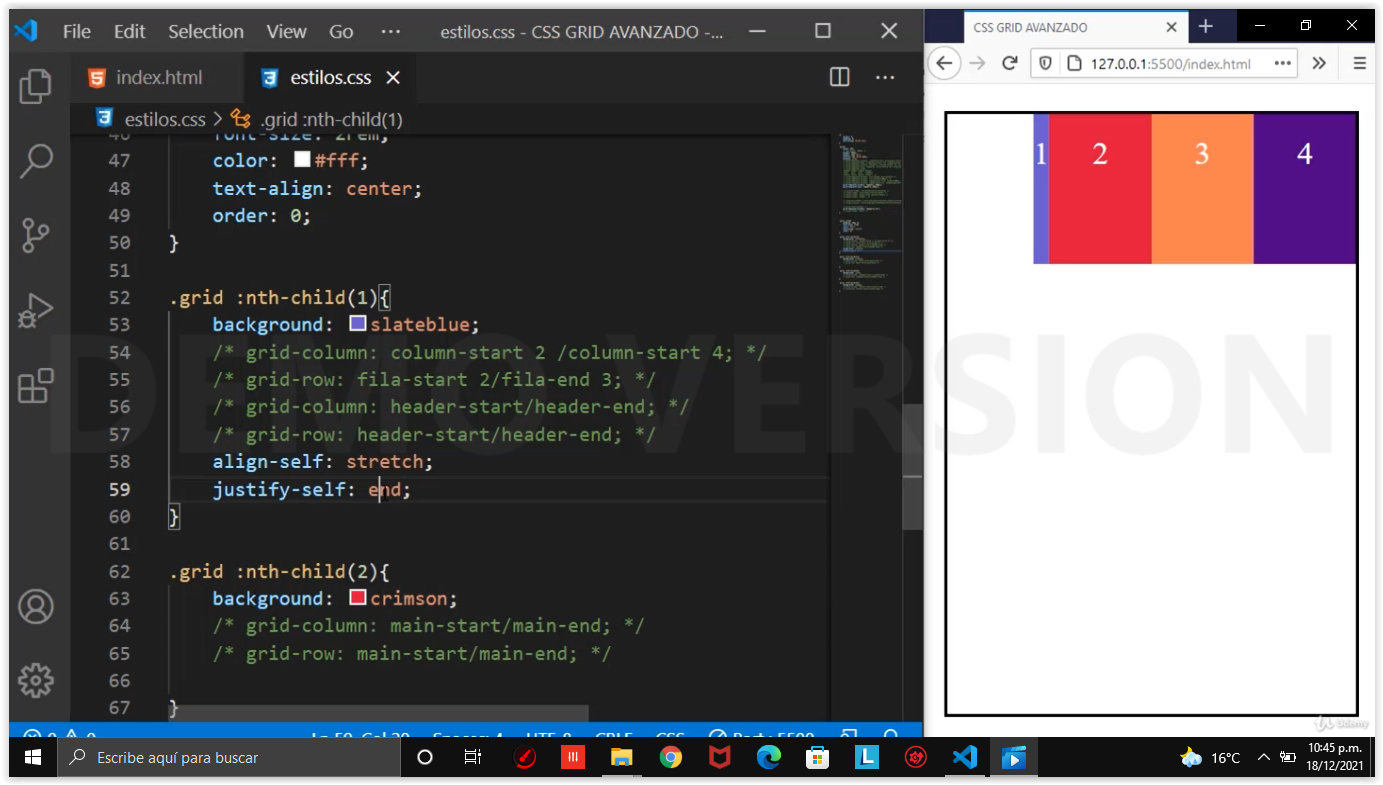 File Edit Selection View Go ··· estilos.css - CSS GRID AVANZADO -...
index.html estilos.css
estilos.css > .grid :nth-child(1)
46 font-size: 2rem;
47 color: #fff;
48 text-align: center;
49 order: 0;
50 }
51
52 .grid :nth-child(1){
53 background: slateblue;
54 /* grid-column: column-start 2 /column-start 4; */
55 /* grid-row: fila-start 2/fila-end 3; */
56 /* grid-column: header-start/header-end; */
57 /* grid-row: header-start/header-end; */
58 align-self: stretch;
59 justify-self: end;
60 }
61
62 .grid :nth-child(2){
63 background: crimson;
64 /* grid-column: main-start/main-end; */
65 /* grid-row: main-start/main-end; */
66
67 }
CSS GRID AVANZADO
127.0.0.1:5500/index.html
1 2 3 4
DEMO VERSION
Udemy
Escribe aquí para buscar
16°C
10:45 p.m.
18/12/2021